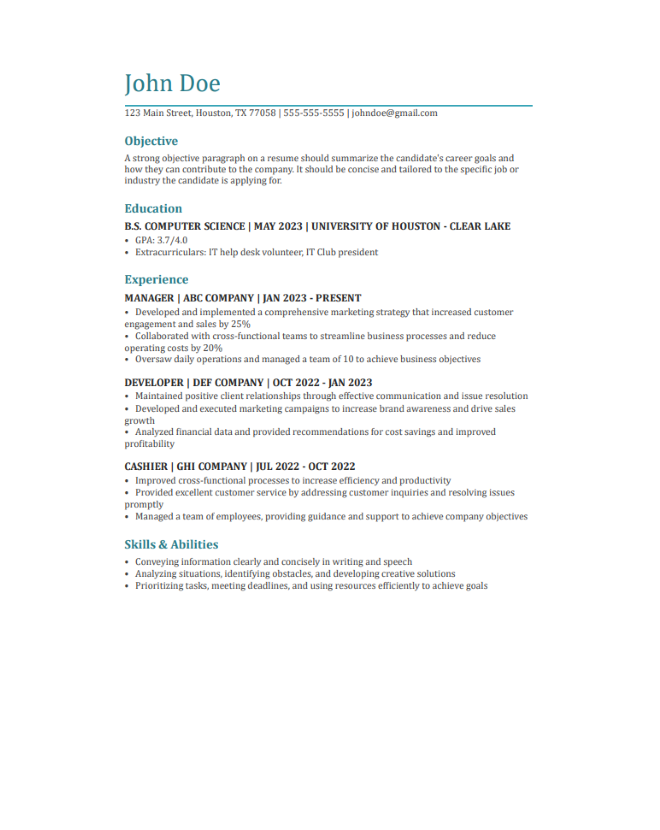 John Doe
123 Main Street, Houston, TX 77058 | 555-555-5555 | johndoe@gmail.com
Objective
A strong objective paragraph on a resume should summarize the candidate's career goals and
how they can contribute to the company. It should be concise and tailored to the specific job or
industry the candidate is applying for.
Education
B.S. COMPUTER SCIENCE | MAY 2023 | UNIVERSITY OF HOUSTON - CLEAR LAKE
• GPA: 3.7/4.0
• Extracurriculars: IT help desk volunteer, IT Club president
Experience
MANAGER | ABC COMPANY | JAN 2023 - PRESENT
• Developed and implemented a comprehensive marketing strategy that increased customer
engagement and sales by 25%
• Collaborated with cross-functional teams to streamline business processes and reduce
operating costs by 20%
• Oversaw daily operations and managed a team of 10 to achieve business objectives
DEVELOPER | DEF COMPANY | OCT 2022 - JAN 2023
• Maintained positive client relationships through effective communication and issue resolution
• Developed and executed marketing campaigns to increase brand awareness and drive sales
growth
• Analyzed financial data and provided recommendations for cost savings and improved
profitability
CASHIER | GHI COMPANY | JUL 2022 - OCT 2022
• Improved cross-functional processes to increase efficiency and productivity
• Provided excellent customer service by addressing customer inquiries and resolving issues
promptly
• Managed a team of employees, providing guidance and support to achieve company objectives
Skills & Abilities
• Conveying information clearly and concisely in writing and speech
• Analyzing situations, identifying obstacles, and developing creative solutions
• Prioritizing tasks, meeting deadlines, and using resources efficiently to achieve goals